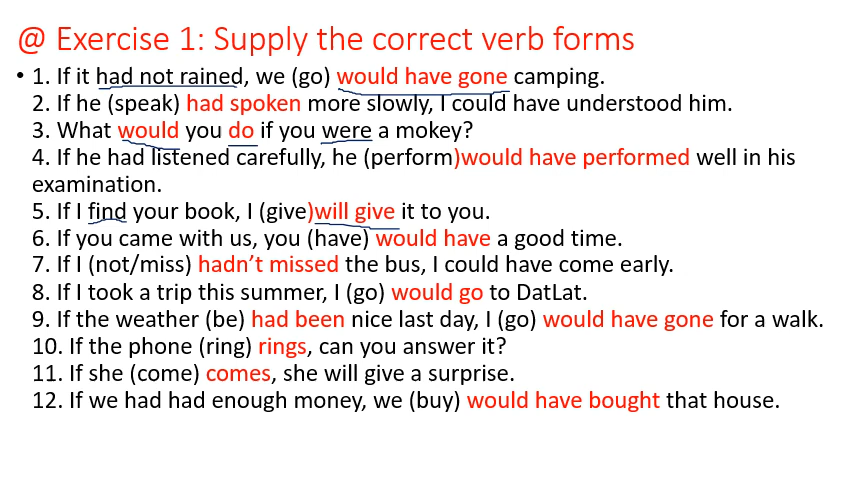 @ Exercise 1: Supply the correct verb forms
• 1. If it had not rained, we (go) would have gone camping.
2. If he (speak) had spoken more slowly, I could have understood him.
3. What would you do if you were a mokey?
4. If he had listened carefully, he (perform)would have performed well in his
examination.
5. If I find your book, I (give)will give it to you.
6. If you came with us, you (have) would have a good time.
7. If I (not/miss) hadn’t missed the bus, I could have come early.
8. If I took a trip this summer, I (go) would go to DatLat.
9. If the weather (be) had been nice last day, I (go) would have gone for a walk.
10. If the phone (ring) rings, can you answer it?
11. If she (come) comes, she will give a surprise.
12. If we had had enough money, we (buy) would have bought that house.